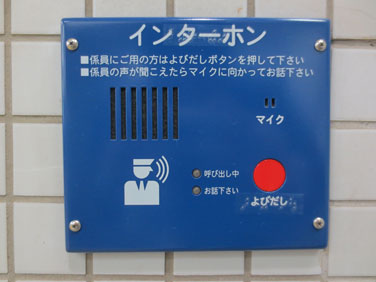 インターホン
■係員にご用の方はよびだしボタンを押して下さい
■係員の声が聞こえたらマイクに向かってお話下さい
マイク
呼び出し中
お話下さい
よびだし